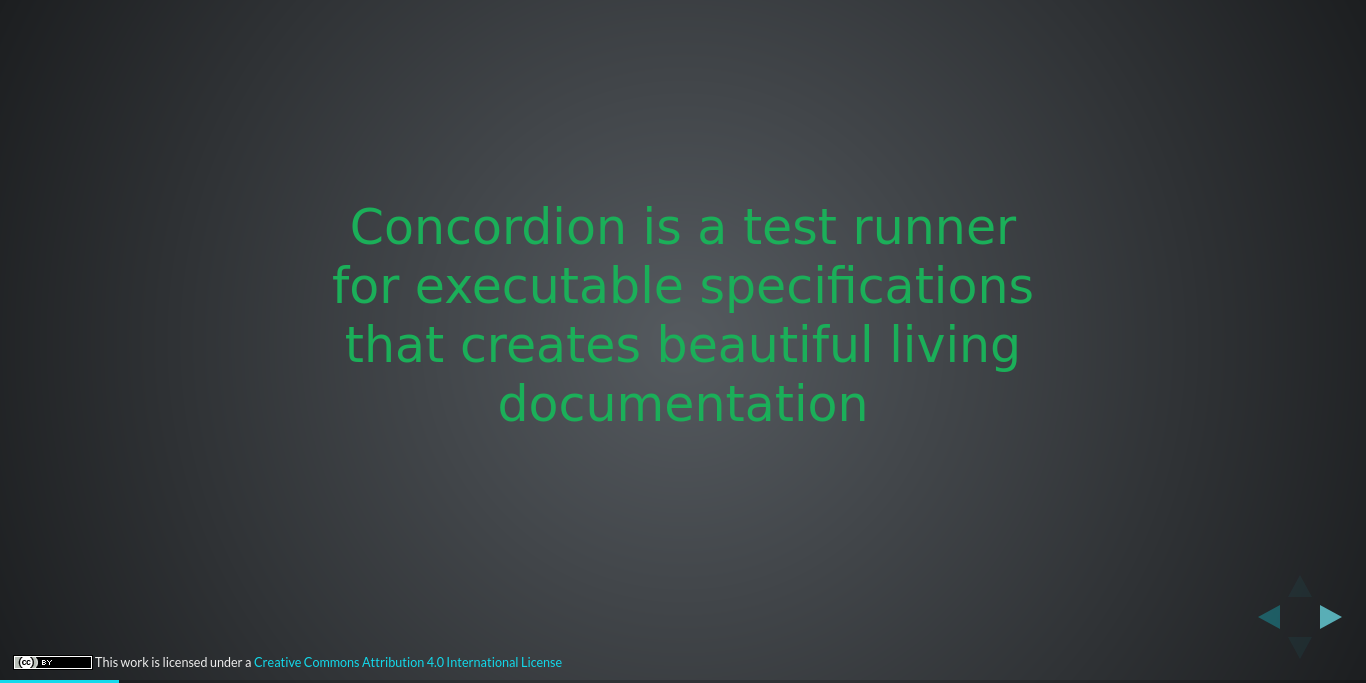 Concordion is a test runner
for executable specifications
that creates beautiful living
documentation
cc BY This work is licensed under a Creative Commons Attribution 4.0 International License